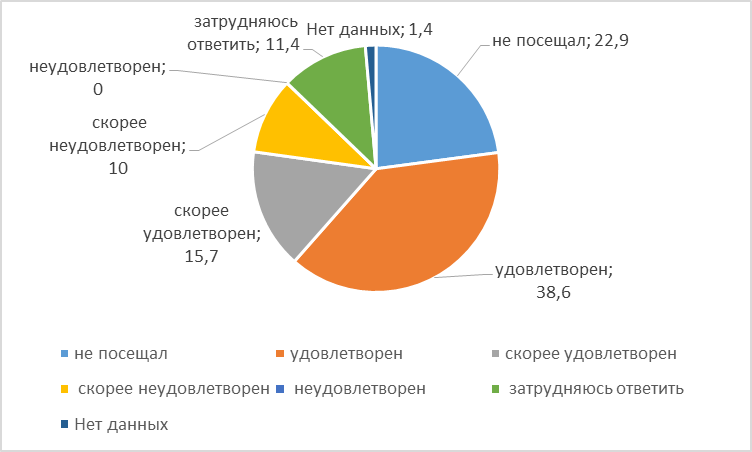 затрудняюсь
ответить; 11,4
Нет данных; 1,4
не посещал; 22,9
неудовлетворен;
0
скорее
неудовлетворен;
10
скорее
удовлетворен;
15,7
удовлетворен;
38,6
не посещал
удовлетворен
скорее удовлетворен
скорее неудовлетворен
неудовлетворен
затрудняюсь ответить
Нет данных